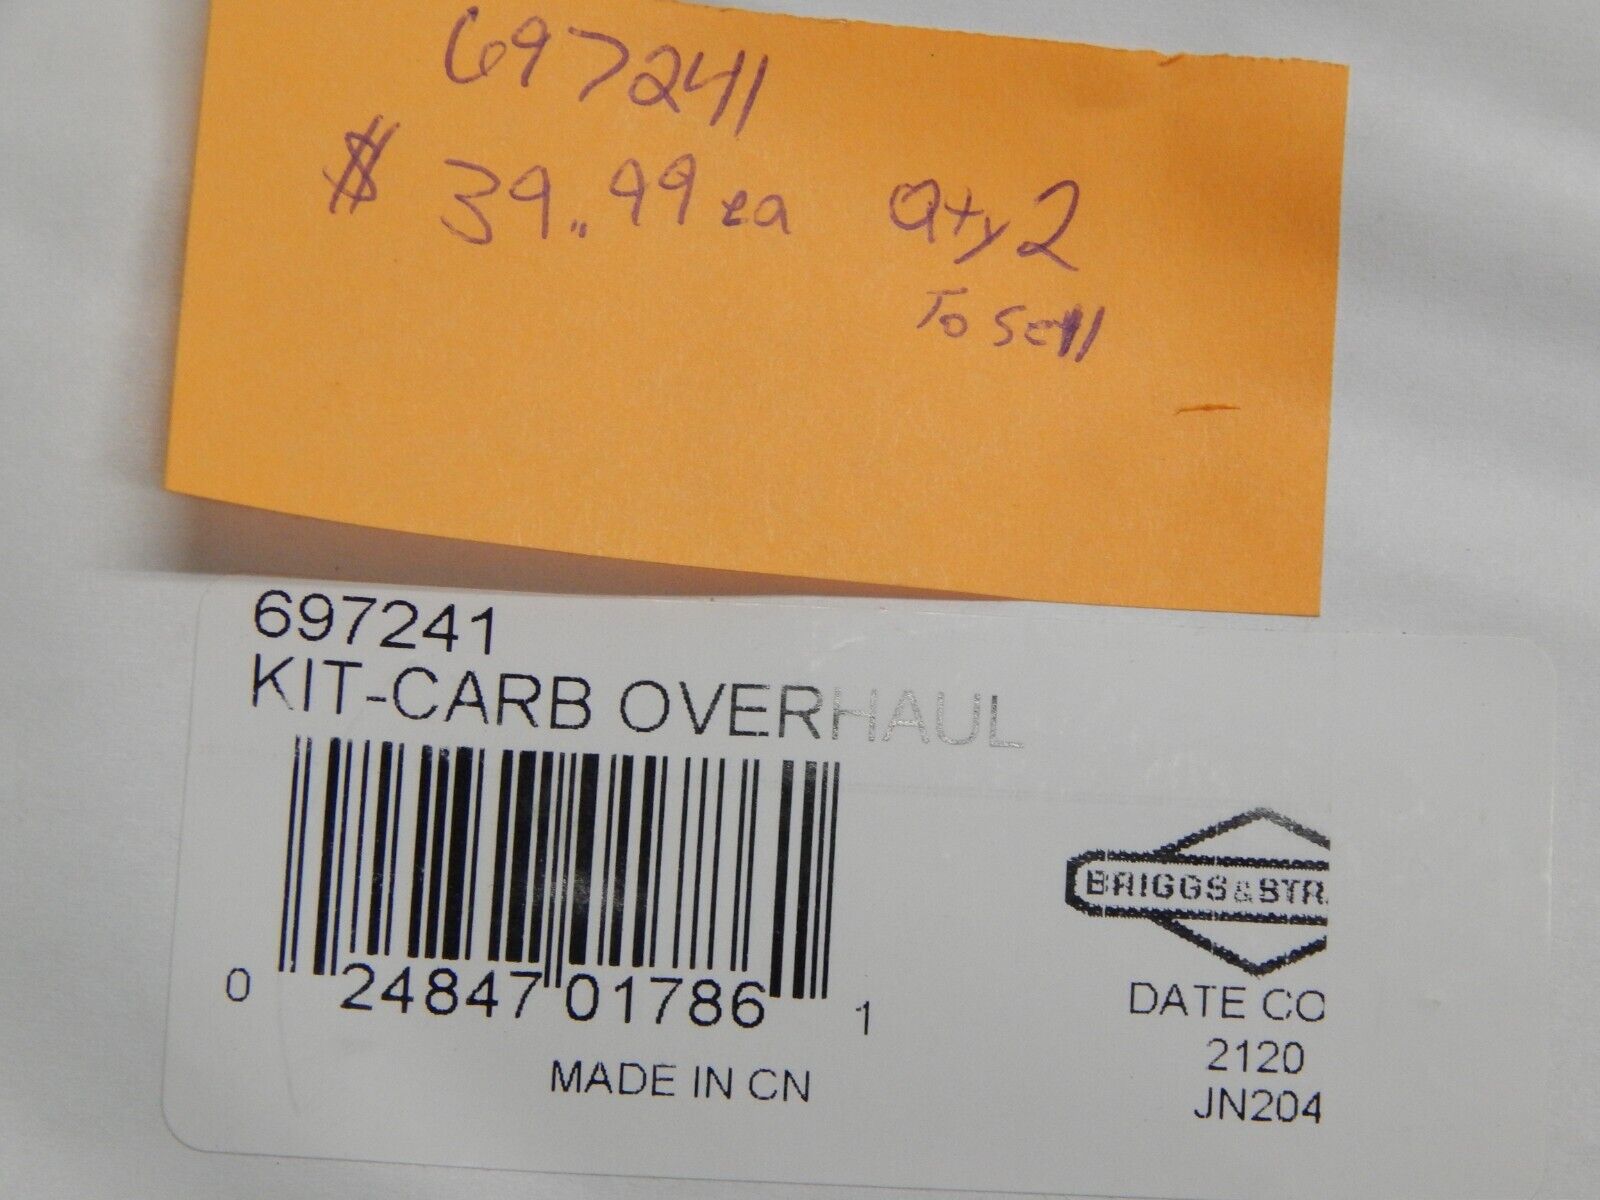 697241
$ 39.99 ea Qty 2
To Sell
697241
KIT-CARB OVERHAUL
0 24847 01786 1
MADE IN CN
BRIGGS & STR
DATE CO
2120
JN204